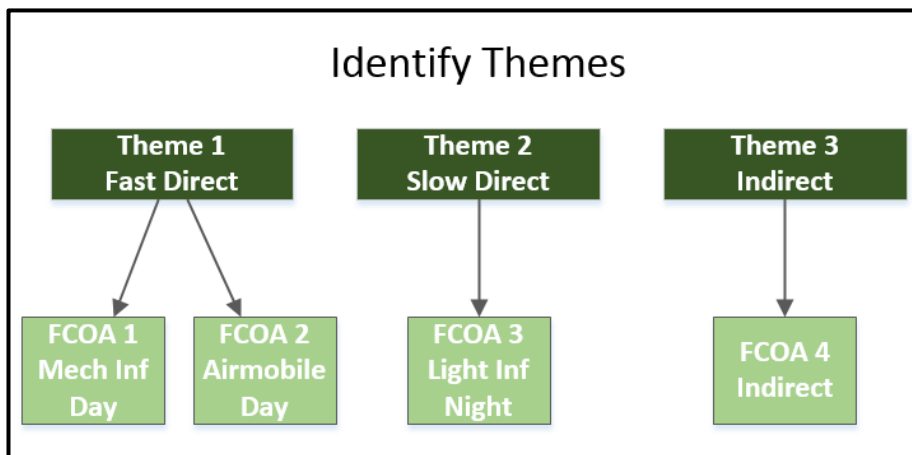 Identify Themes
Theme 1
Fast Direct
Theme 2
Slow Direct
Theme 3
Indirect
FCOA 1
Mech Inf
Day
FCOA 2
Airmobile
Day
FCOA 3
Light Inf
Night
FCOA 4
Indirect